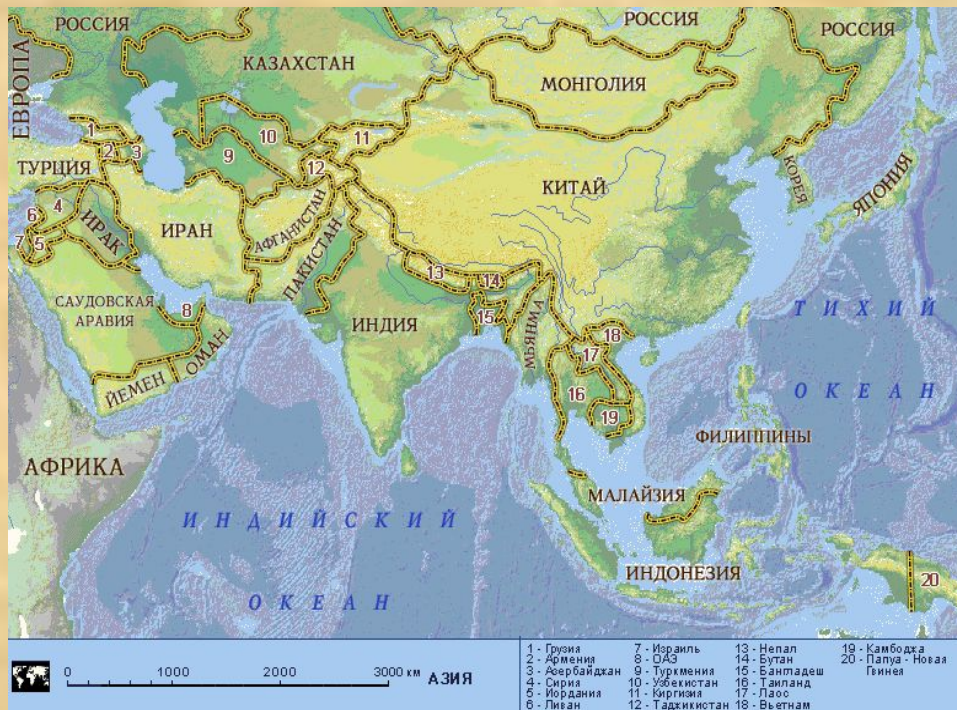 РОССИЯ
РОССИЯ
РОССИЯ
ЕВРОПА
КАЗАХСТАН
МОНГОЛИЯ
1
2
3
ТУРЦИЯ
4
6
7
5
ИРАК
ИРАН
9
10
11
12
АФГАНИСТАН
ПАКИСТАН
КИТАЙ
КОРЕЯ
ЯПОНИЯ
САУДОВСКАЯ
АРАВИЯ
8
ОМАН
ЙЕМЕН
ИНДИЯ
13
14
15
МЬЯНМА
18
17
16
19
ТИХИЙ
ОКЕАН
ФИЛИППИНЫ
АФРИКА
МАЛАЙЗИЯ
ИНДИЙСКИЙ
ОКЕАН
ИНДОНЕЗИЯ
20
0 1000 2000 3000 км АЗИЯ
1 - Грузия
2 - Армения
3 - Азербайджан
4 - Сирия
5 - Иордания
6 - Ливан
7 - Израиль
8 - ОАЭ
9 - Туркмения
10 - Узбекистан
11 - Киргизия
12 - Таджикистан
13 - Непал
14 - Бутан
15 - Бангладеш
16 - Таиланд
17 - Лаос
18 - Вьетнам
19 - Камбоджа
20 - Папуа - Новая
Гвинея